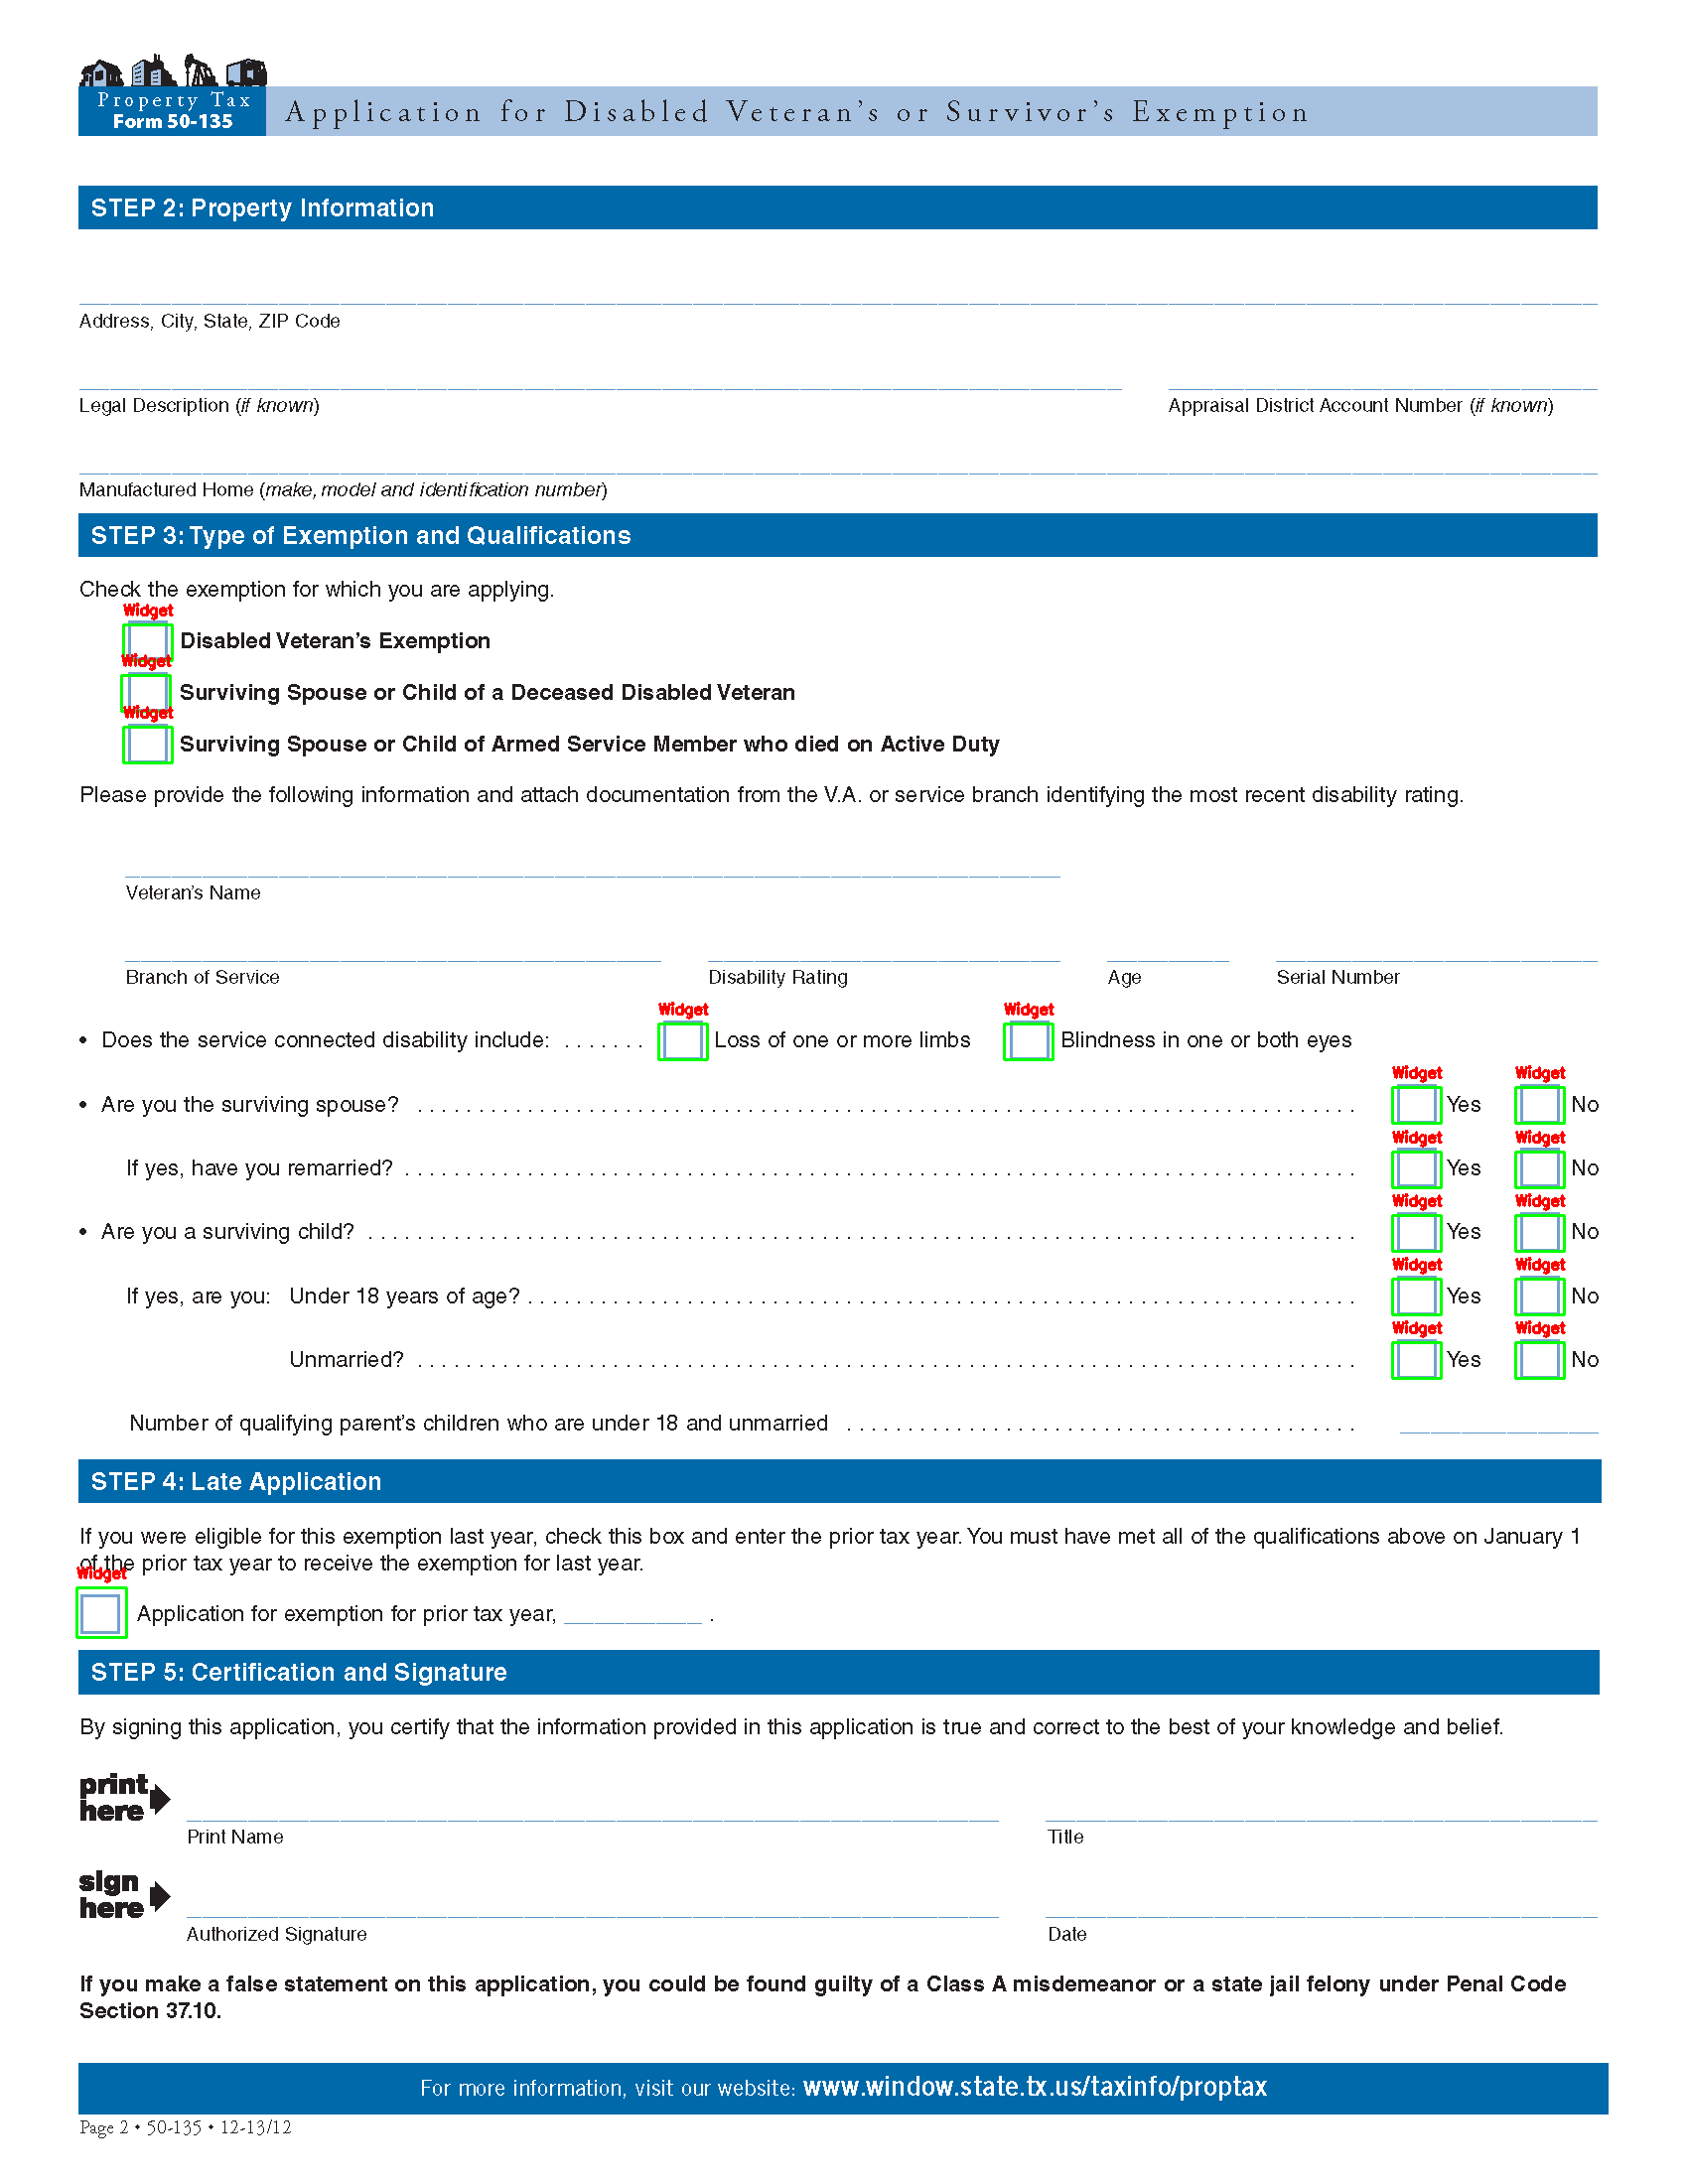 Property Tax
Form 50-135
Application for Disabled Veteran's or Survivor's Exemption
STEP 2: Property Information
Address, City, State, ZIP Code
Legal Description (if known) Appraisal District Account Number (if known)
Manufactured Home (make, model and identification number)
STEP 3: Type of Exemption and Qualifications
Check the exemption for which you are applying.
Widget
Disabled Veteran's Exemption
Widget
Surviving Spouse or Child of a Deceased Disabled Veteran
Widget
Surviving Spouse or Child of Armed Service Member who died on Active Duty
Please provide the following information and attach documentation from the V.A. or service branch identifying the most recent disability rating.
Veteran's Name
Branch of Service Disability Rating Age Serial Number
Widget Widget
• Does the service connected disability include: . . . . . . . Loss of one or more limbs Blindness in one or both eyes
Widget Widget
• Are you the surviving spouse? Yes No
Widget Widget
If yes, have you remarried? Yes No
Widget Widget
• Are you a surviving child? Yes No
Widget Widget
If yes, are you: Under 18 years of age? Yes No
Widget Widget
Unmarried? Yes No
Number of qualifying parent's children who are under 18 and unmarried
STEP 4: Late Application
If you were eligible for this exemption last year, check this box and enter the prior tax year. You must have met all of the qualifications above on January 1
of the prior tax year to receive the exemption for last year.
Widget
Application for exemption for prior tax year, ___________ .
STEP 5: Certification and Signature
By signing this application, you certify that the information provided in this application is true and correct to the best of your knowledge and belief.
print
here
Print Name Title
sign
here
Authorized Signature Date
If you make a false statement on this application, you could be found guilty of a Class A misdemeanor or a state jail felony under Penal Code
Section 37.10.
For more information, visit our website: www.window.state.tx.us/taxinfo/proptax
Page 2 • 50-135 • 12-13/12